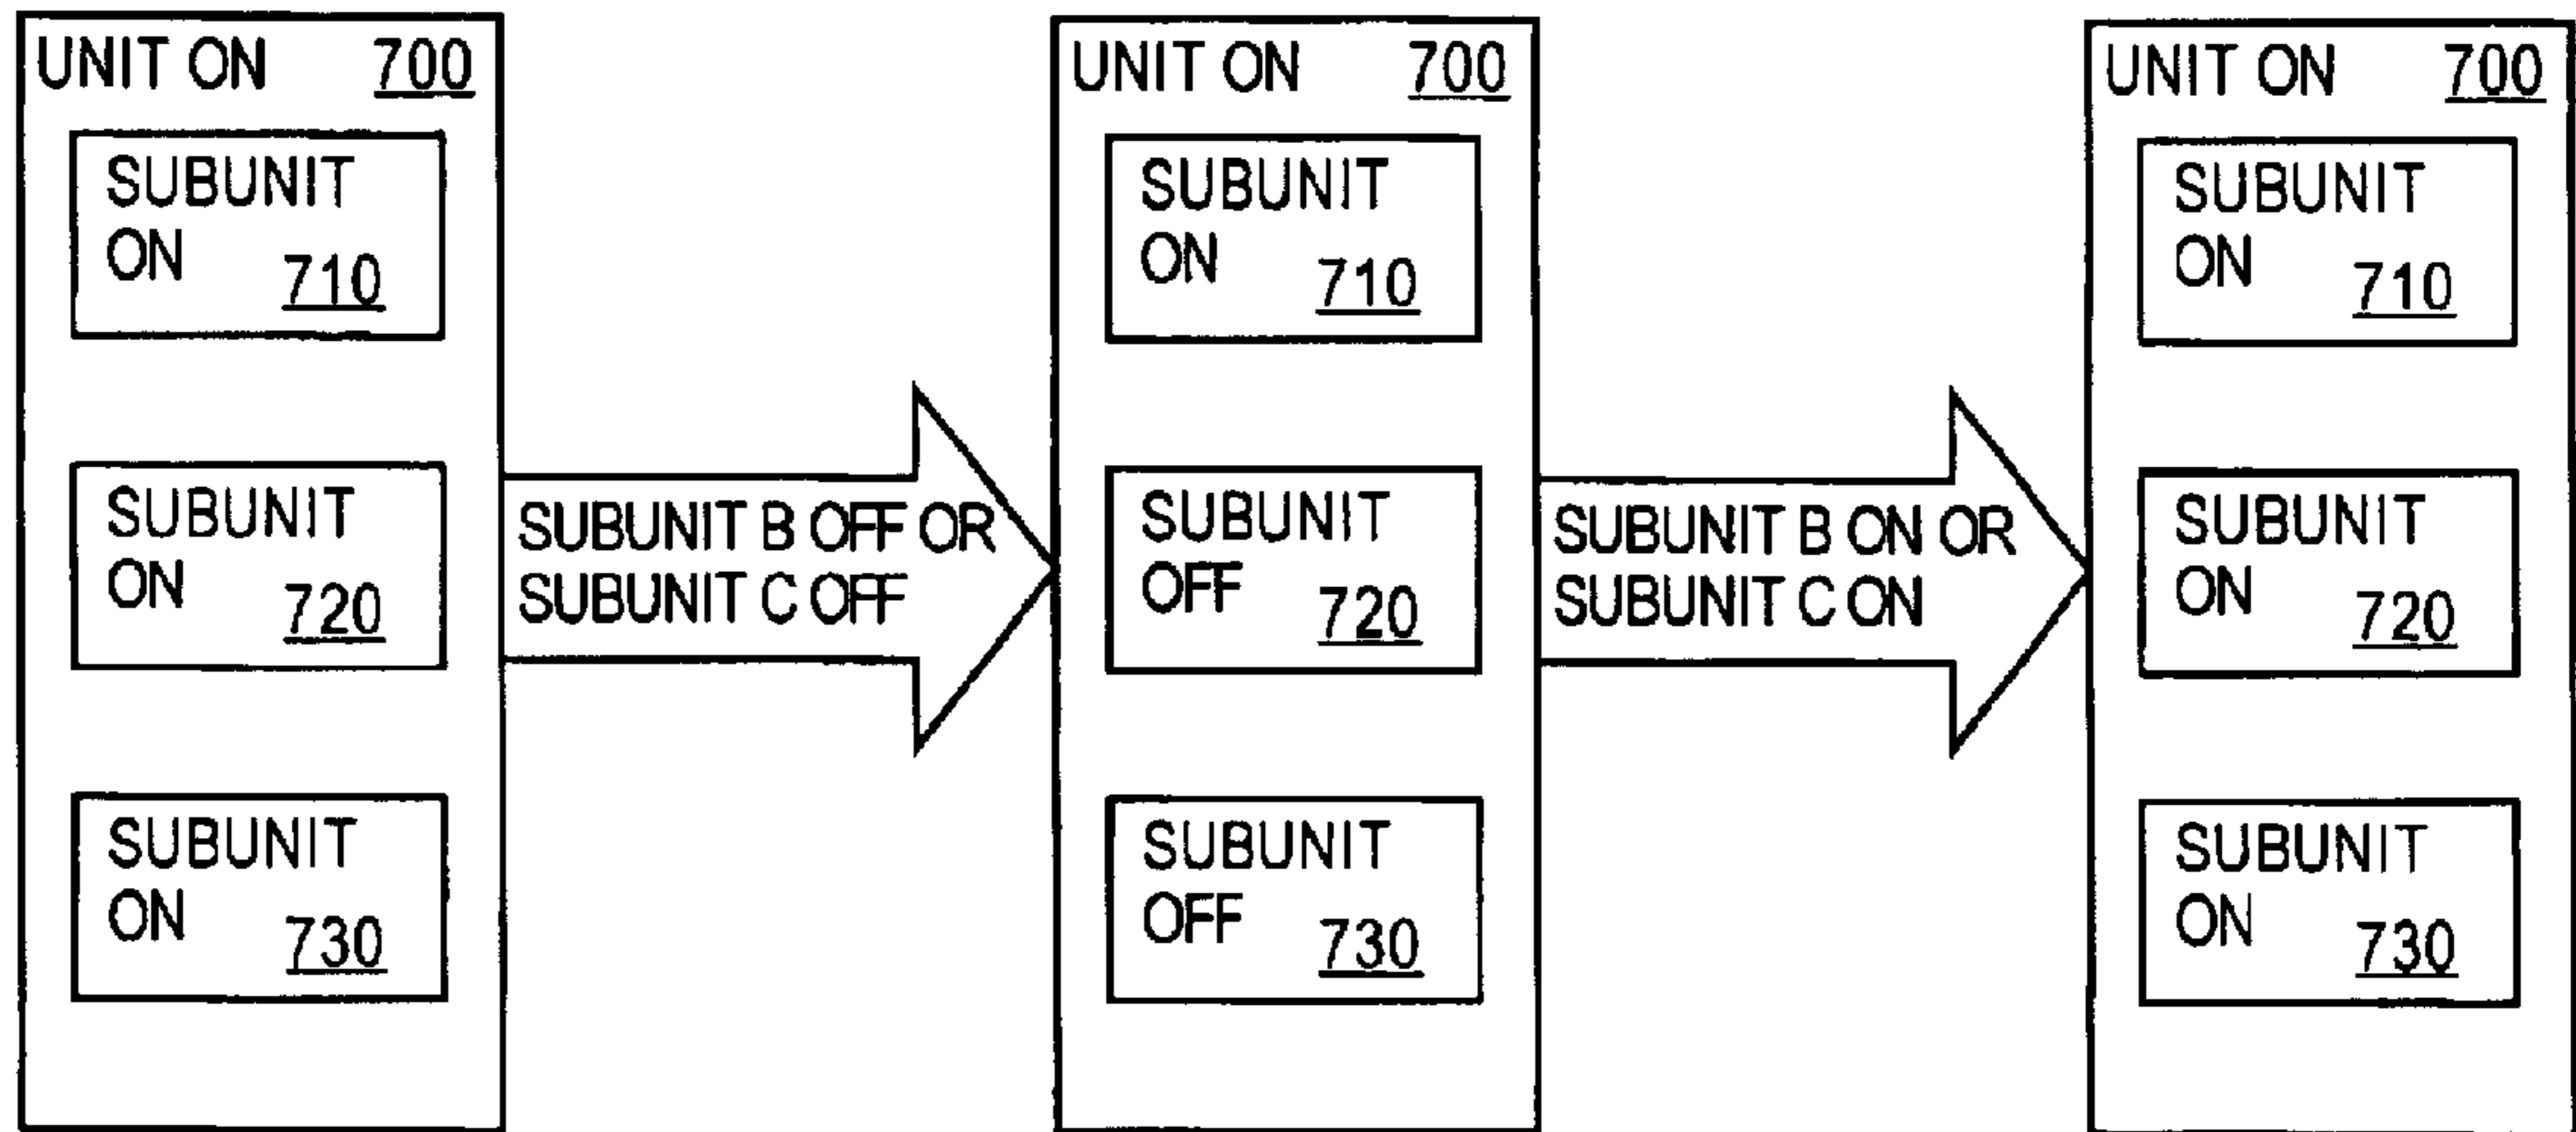 UNIT ON 700
SUBUNIT
ON 710
SUBUNIT
ON 720
SUBUNIT
ON 730
SUBUNIT B OFF OR
SUBUNIT C OFF
UNIT ON 700
SUBUNIT
ON 710
SUBUNIT
OFF 720
SUBUNIT
OFF 730
SUBUNIT B ON OR
SUBUNIT C ON
UNIT ON 700
SUBUNIT
ON 710
SUBUNIT
ON 720
SUBUNIT
ON 730